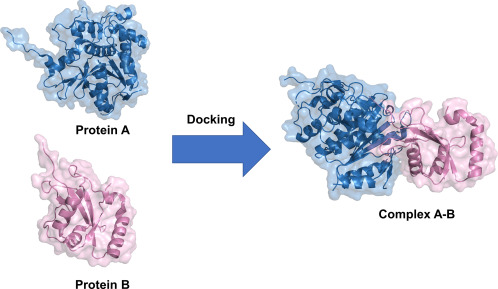 Protein A
Docking
Protein B
Complex A-B